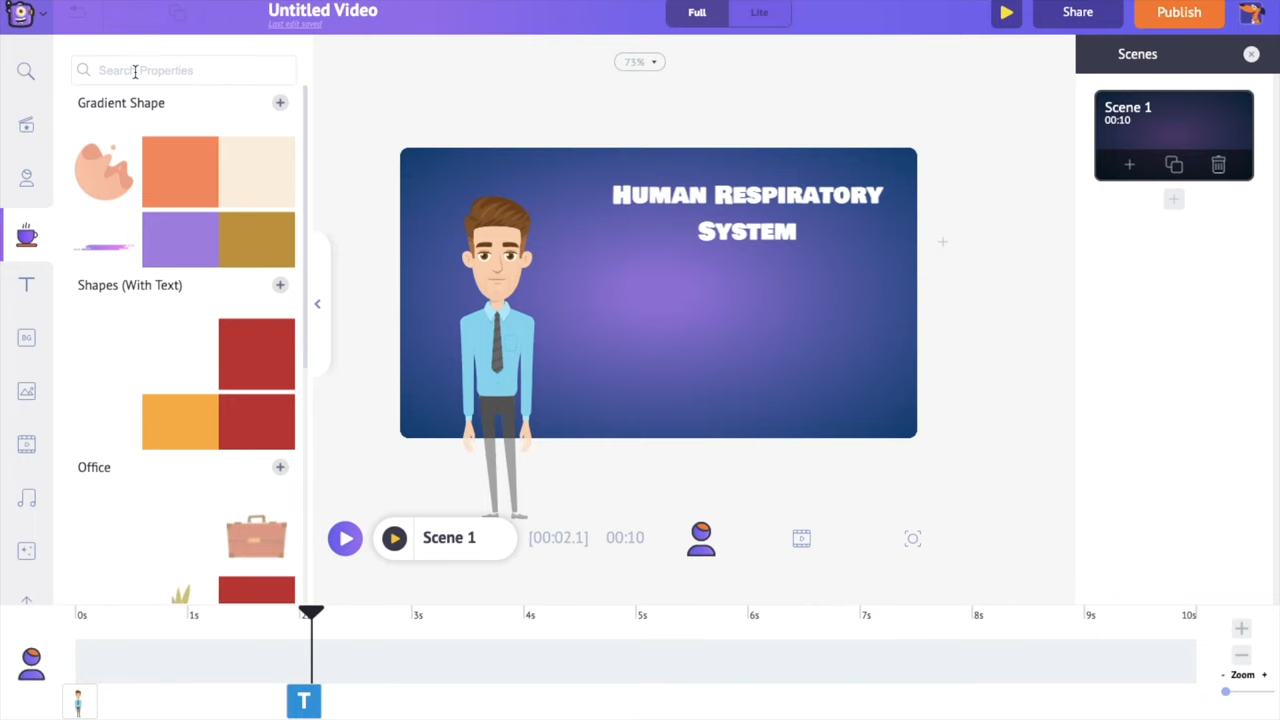 Untitled Video
Last edit saved
Full
Lite
Share
Publish
Search Properties
73%
Scenes
Gradient Shape
Scene 1
00:10
Human Respiratory
System
Shapes (With Text)
BG
Office
Scene 1
[00:02.1]
00:10
0s
1s
3s
4s
5s
6s
7s
8s
9s
10s
- Zoom +
T